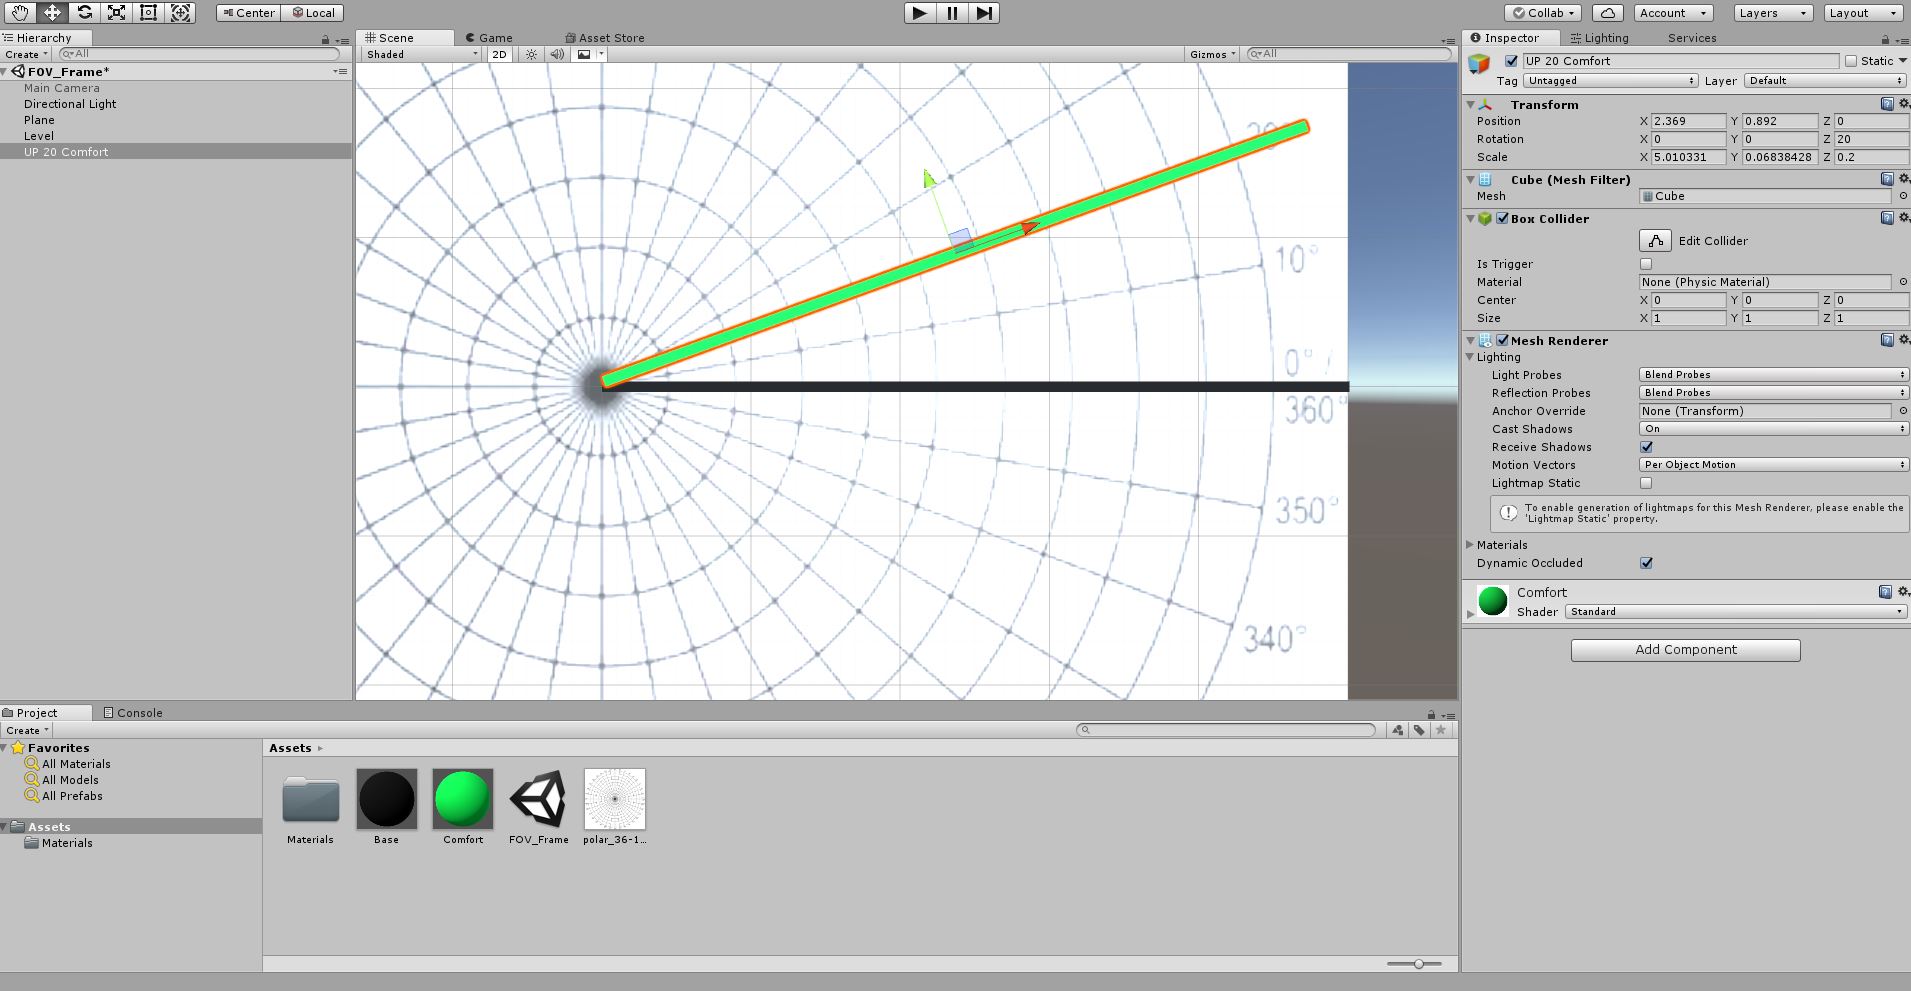 Center Local Collab Account Layers Layout
Hierarchy
Create All
FOV_Frame*
Main Camera
Directional Light
Plane
Level
UP 20 Comfort
Scene Game Asset Store
Shaded 2D Gizmos All
10°
0° /
360°
350°
340°
Inspector Lighting Services
UP 20 Comfort Static
Tag Untagged Layer Default
Transform
Position X 2.369 Y 0.892 Z 0
Rotation X 0 Y 0 Z 20
Scale X 5.010331 Y 0.06838428 Z 0.2
Cube (Mesh Filter)
Mesh Cube
Box Collider
Edit Collider
Is Trigger
Material None (Physic Material)
Center X 0 Y 0 Z 0
Size X 1 Y 1 Z 1
Mesh Renderer
Lighting
Light Probes Blend Probes
Reflection Probes Blend Probes
Anchor Override None (Transform)
Cast Shadows On
Receive Shadows
Motion Vectors Per Object Motion
Lightmap Static
To enable generation of lightmaps for this Mesh Renderer, please enable the
'Lightmap Static' property.
Materials
Dynamic Occluded
Comfort
Shader Standard
Add Component
Project Console
Create
Favorites
All Materials
All Models
All Prefabs
Assets
Materials
Assets
Materials Base Comfort FOV_Frame polar_36-1...